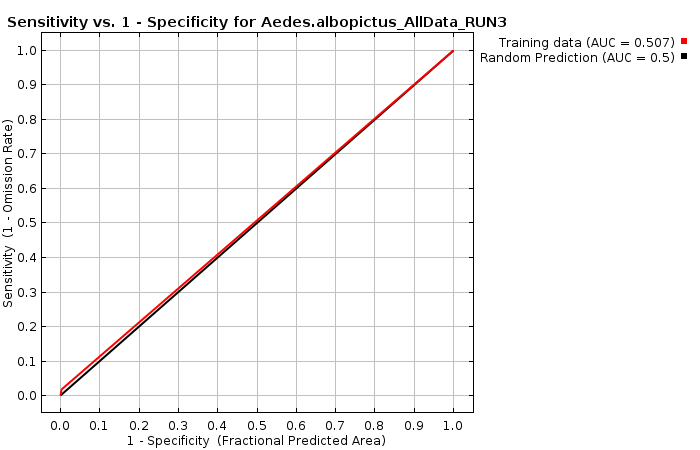 Sensitivity vs. 1 - Specificity for Aedes.albopictus_AllData_RUN3
Training data (AUC = 0.507)
Random Prediction (AUC = 0.5)
Sensitivity (1 - Omission Rate)
1.0
0.9
0.8
0.7
0.6
0.5
0.4
0.3
0.2
0.1
0.0
0.0 0.1 0.2 0.3 0.4 0.5 0.6 0.7 0.8 0.9 1.0
1 - Specificity (Fractional Predicted Area)